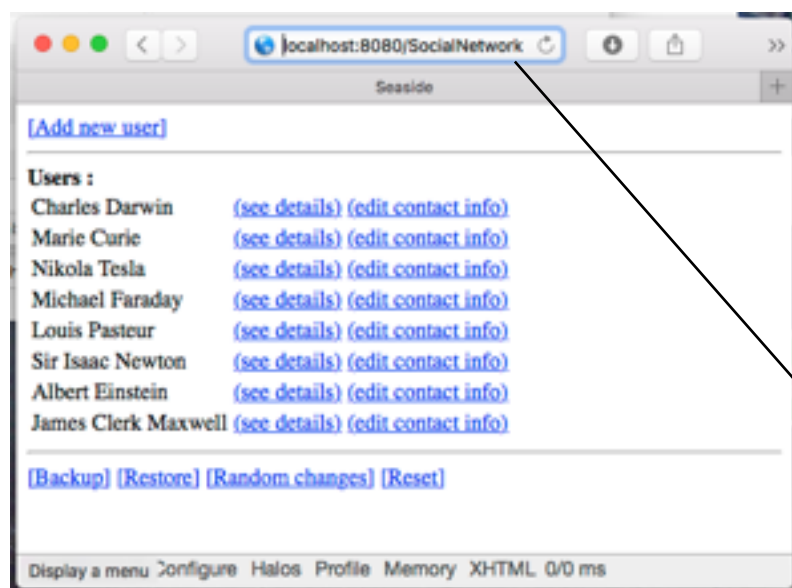 localhost:8080/SocialNetwork
Seaside
[Add new user]
Users :
Charles Darwin (see details) (edit contact info)
Marie Curie (see details) (edit contact info)
Nikola Tesla (see details) (edit contact info)
Michael Faraday (see details) (edit contact info)
Louis Pasteur (see details) (edit contact info)
Sir Isaac Newton (see details) (edit contact info)
Albert Einstein (see details) (edit contact info)
James Clerk Maxwell (see details) (edit contact info)
[Backup] [Restore] [Random changes] [Reset]
Display a menu Configure Halos Profile Memory XHTML 0/0 ms